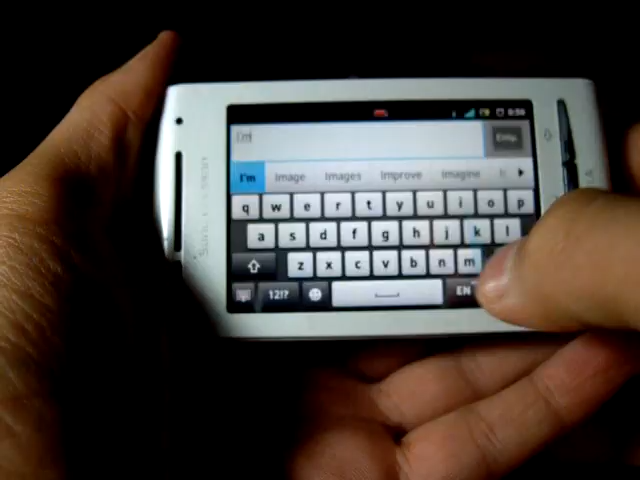 I'm
I'm Image Images Improve Imagine
q w e r t y u i o p
a s d f g h j k l
z x c v b n m
12!? EN